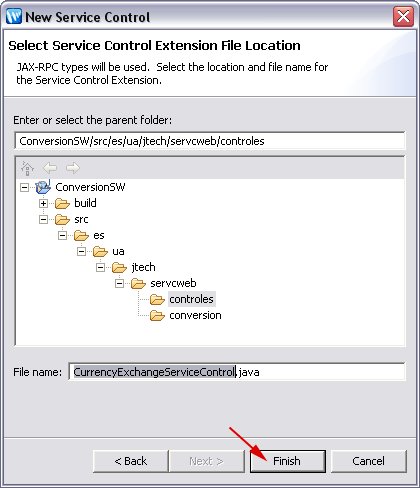 New Service Control
Select Service Control Extension File Location
JAX-RPC types will be used. Select the location and file name for
the Service Control Extension.
Enter or select the parent folder:
ConversionSW/src/es/ua/jtech/servcweb/controles
ConversionSW
build
src
es
ua
jtech
servcweb
controles
conversion
File name: CurrencyExchangeServiceControl.java
< Back Next > Finish Cancel